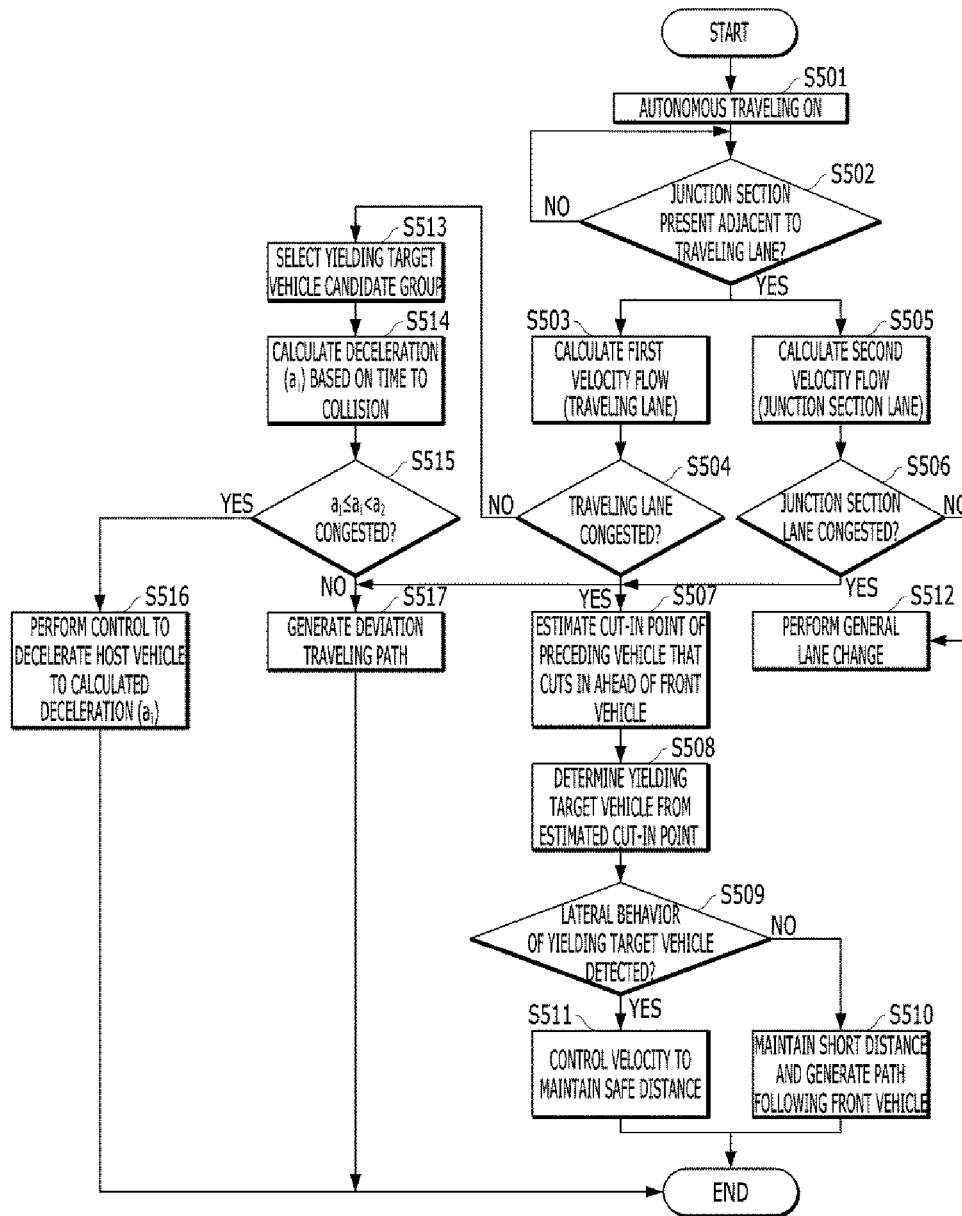 START
S501
AUTONOMOUS TRAVELING ON
S502
JUNCTION SECTION
PRESENT ADJACENT TO
TRAVELING LANE?
NO
YES
S513
SELECT YIELDING TARGET
VEHICLE CANDIDATE GROUP
S514
CALCULATE DECELERATION
(ai) BASED ON TIME TO
COLLISION
S503
CALCULATE FIRST
VELOCITY FLOW
(TRAVELING LANE)
S505
CALCULATE SECOND
VELOCITY FLOW
(JUNCTION SECTION LANE)
S515
YES
a1≤ai<a2
CONGESTED?
NO
S504
NO
TRAVELING LANE
CONGESTED?
YES
S506
JUNCTION SECTION
LANE CONGESTED?
NO
YES
S516
PERFORM CONTROL TO
DECELERATE HOST VEHICLE
TO CALCULATED
DECELERATION (ai)
S517
GENERATE DEVIATION
TRAVELING PATH
S507
ESTIMATE CUT-IN POINT OF
PRECEDING VEHICLE THAT
CUTS IN AHEAD OF FRONT
VEHICLE
S512
PERFORM GENERAL
LANE CHANGE
S508
DETERMINE YIELDING
TARGET VEHICLE FROM
ESTIMATED CUT-IN POINT
S509
LATERAL BEHAVIOR
OF YIELDING TARGET VEHICLE
DETECTED?
NO
YES
S511
CONTROL VELOCITY TO
MAINTAIN SAFE DISTANCE
S510
MAINTAIN SHORT DISTANCE
AND GENERATE PATH
FOLLOWING FRONT VEHICLE
END